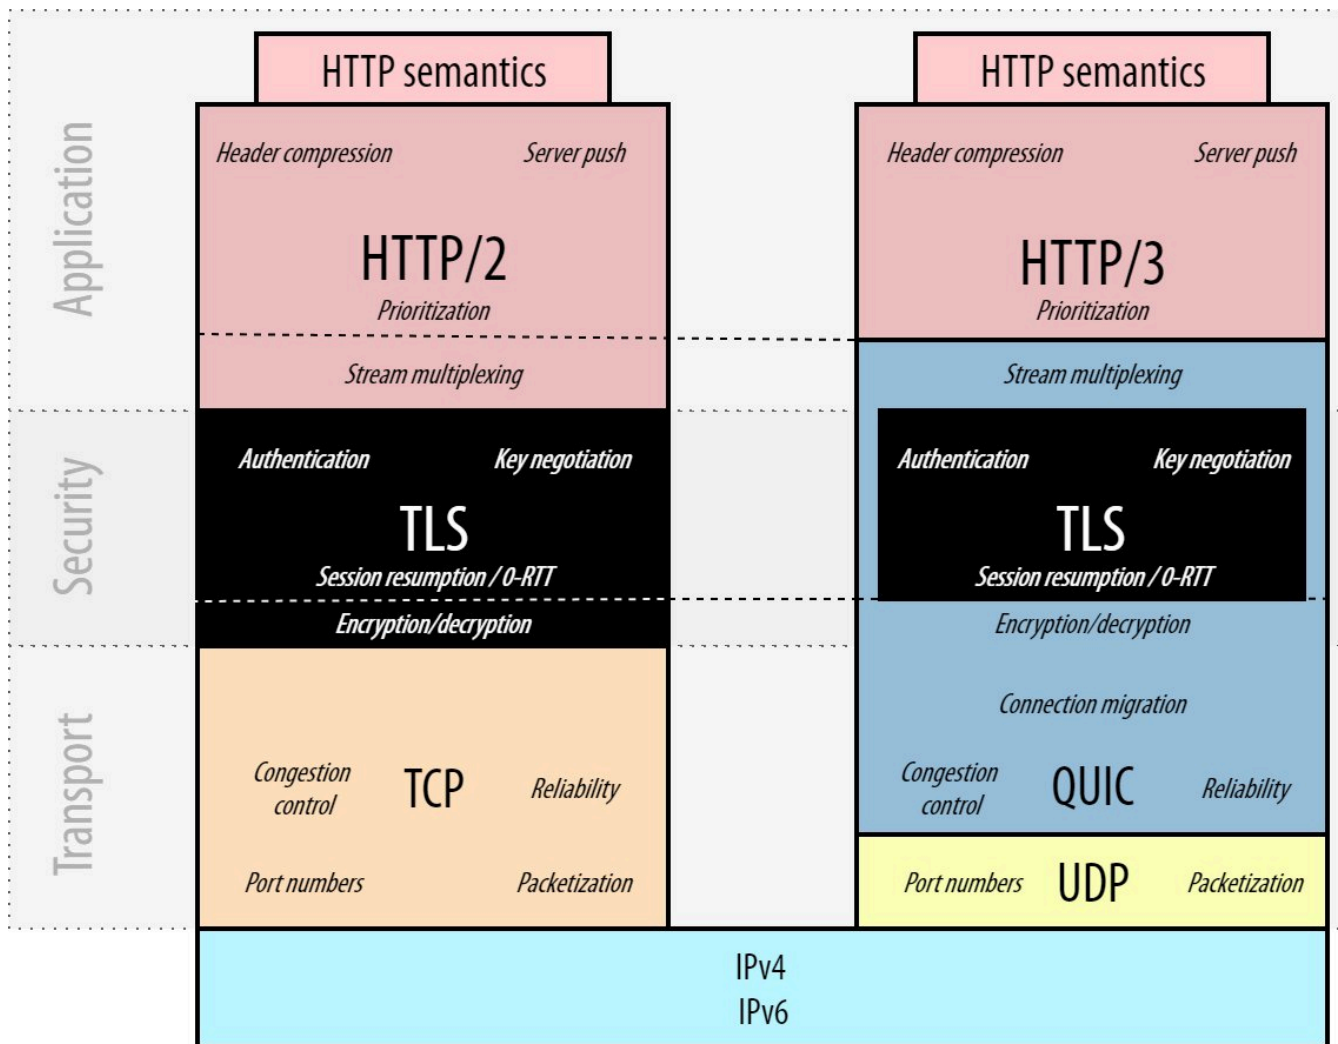 HTTP semantics
HTTP semantics
Application
Header compression
Server push
HTTP/2
Prioritization
Stream multiplexing
Header compression
Server push
HTTP/3
Prioritization
Stream multiplexing
Security
Authentication
Key negotiation
TLS
Session resumption / 0-RTT
Encryption/decryption
Authentication
Key negotiation
TLS
Session resumption / 0-RTT
Encryption/decryption
Transport
Congestion
control
TCP
Reliability
Port numbers
Packetization
Connection migration
Congestion
control
QUIC
Reliability
Port numbers
UDP
Packetization
IPv4
IPv6